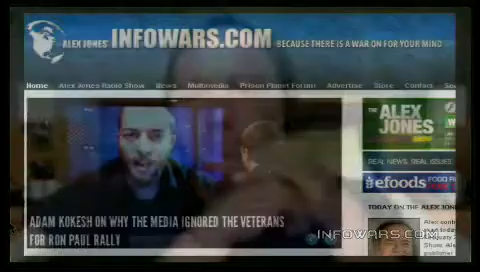 ALEX JONES' INFOWARS.COM BECAUSE THERE IS A WAR ON FOR YOUR MIND
Home Alex Jones Radio Show News Multimedia Prison Planet Forum Advertise Store Contact
THE
ALEX
JONES
SHOW
REAL NEWS, REAL ISSUES
efoods
ADAM KOKESH ON WHY THE MEDIA IGNORED THE VETERANS
FOR RON PAUL RALLY
TODAY ON THE ALEX JON
INFOWARS.COM